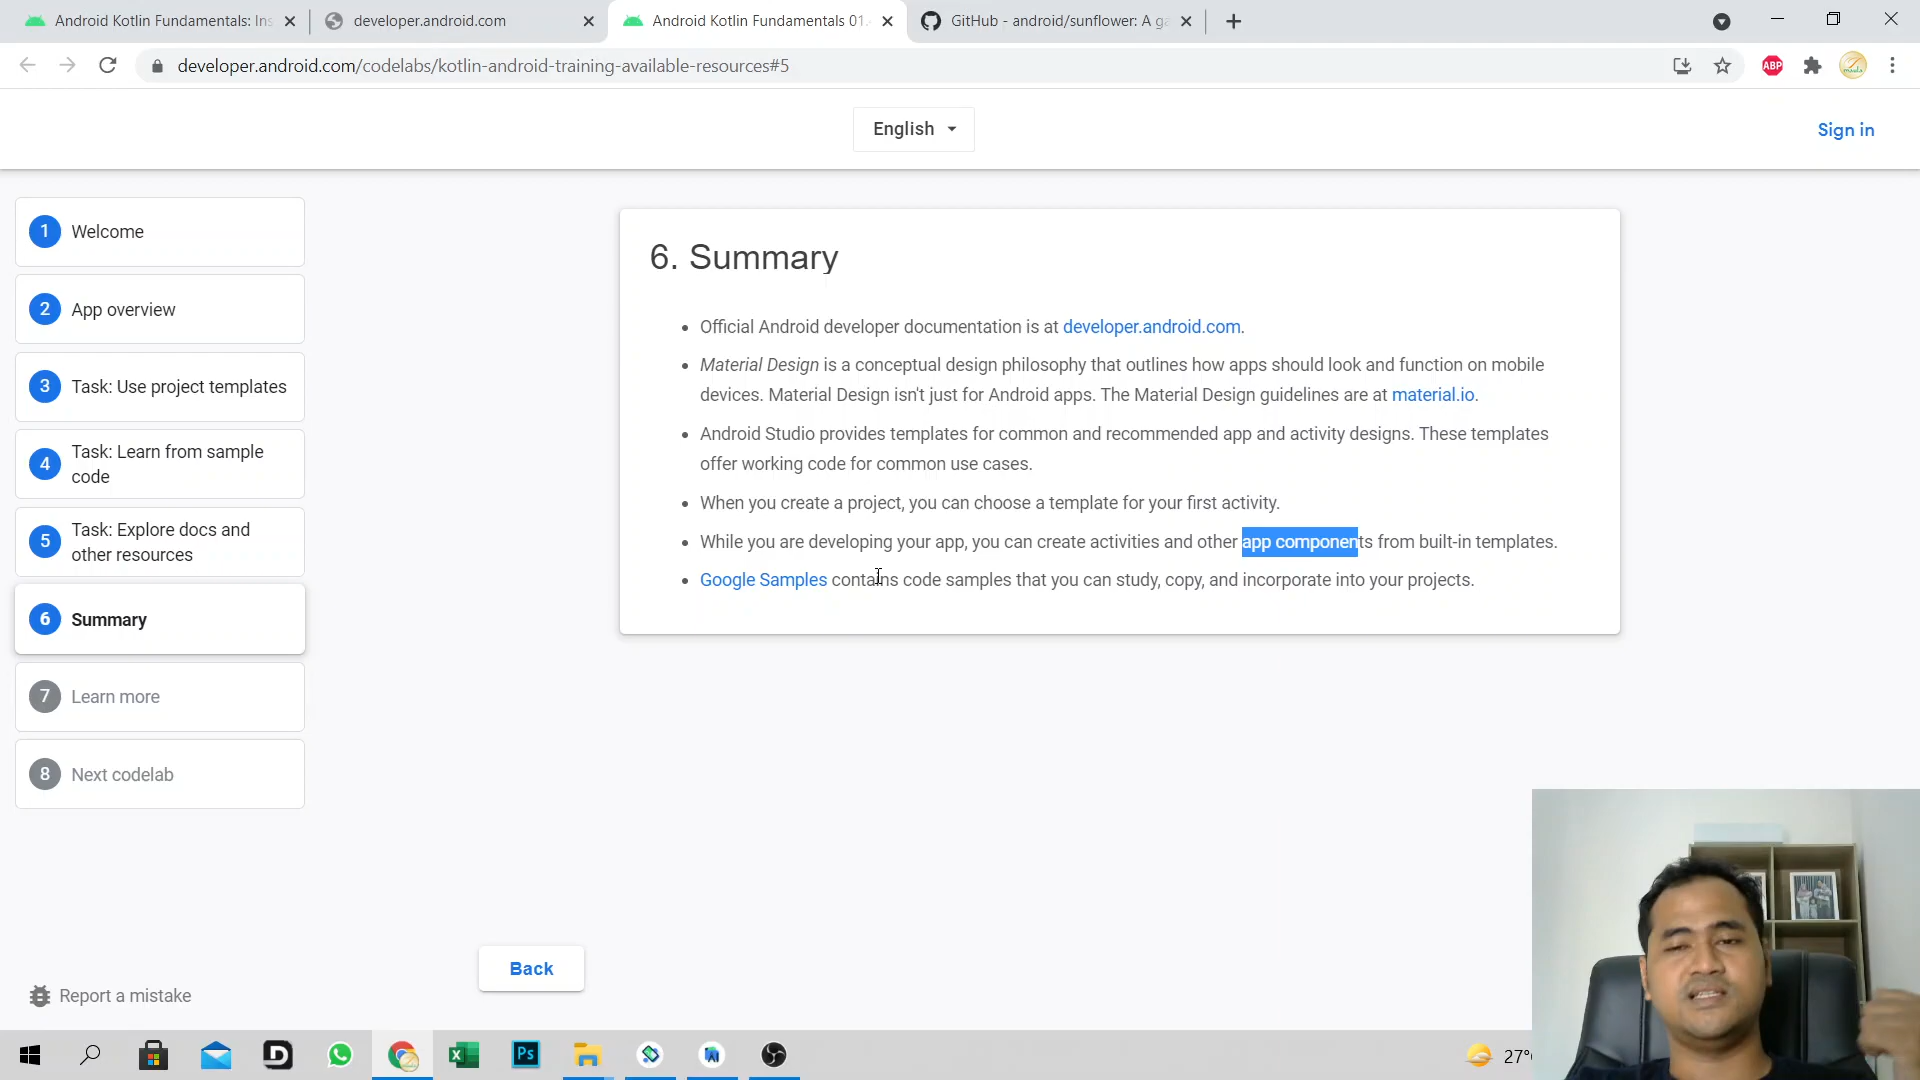 Android Kotlin Fundamentals: Ins
developer.android.com
Android Kotlin Fundamentals 01.
GitHub - android/sunflower: A ga
developer.android.com/codelabs/kotlin-android-training-available-resources#5
ABP
English
Sign in
1 Welcome
2 App overview
3 Task: Use project templates
4 Task: Learn from sample
code
5 Task: Explore docs and
other resources
6 Summary
7 Learn more
8 Next codelab
6. Summary
• Official Android developer documentation is at developer.android.com.
• Material Design is a conceptual design philosophy that outlines how apps should look and function on mobile
devices. Material Design isn't just for Android apps. The Material Design guidelines are at material.io.
• Android Studio provides templates for common and recommended app and activity designs. These templates
offer working code for common use cases.
• When you create a project, you can choose a template for your first activity.
• While you are developing your app, you can create activities and other app components from built-in templates.
• Google Samples contains code samples that you can study, copy, and incorporate into your projects.
Back
Report a mistake
Ps
27°